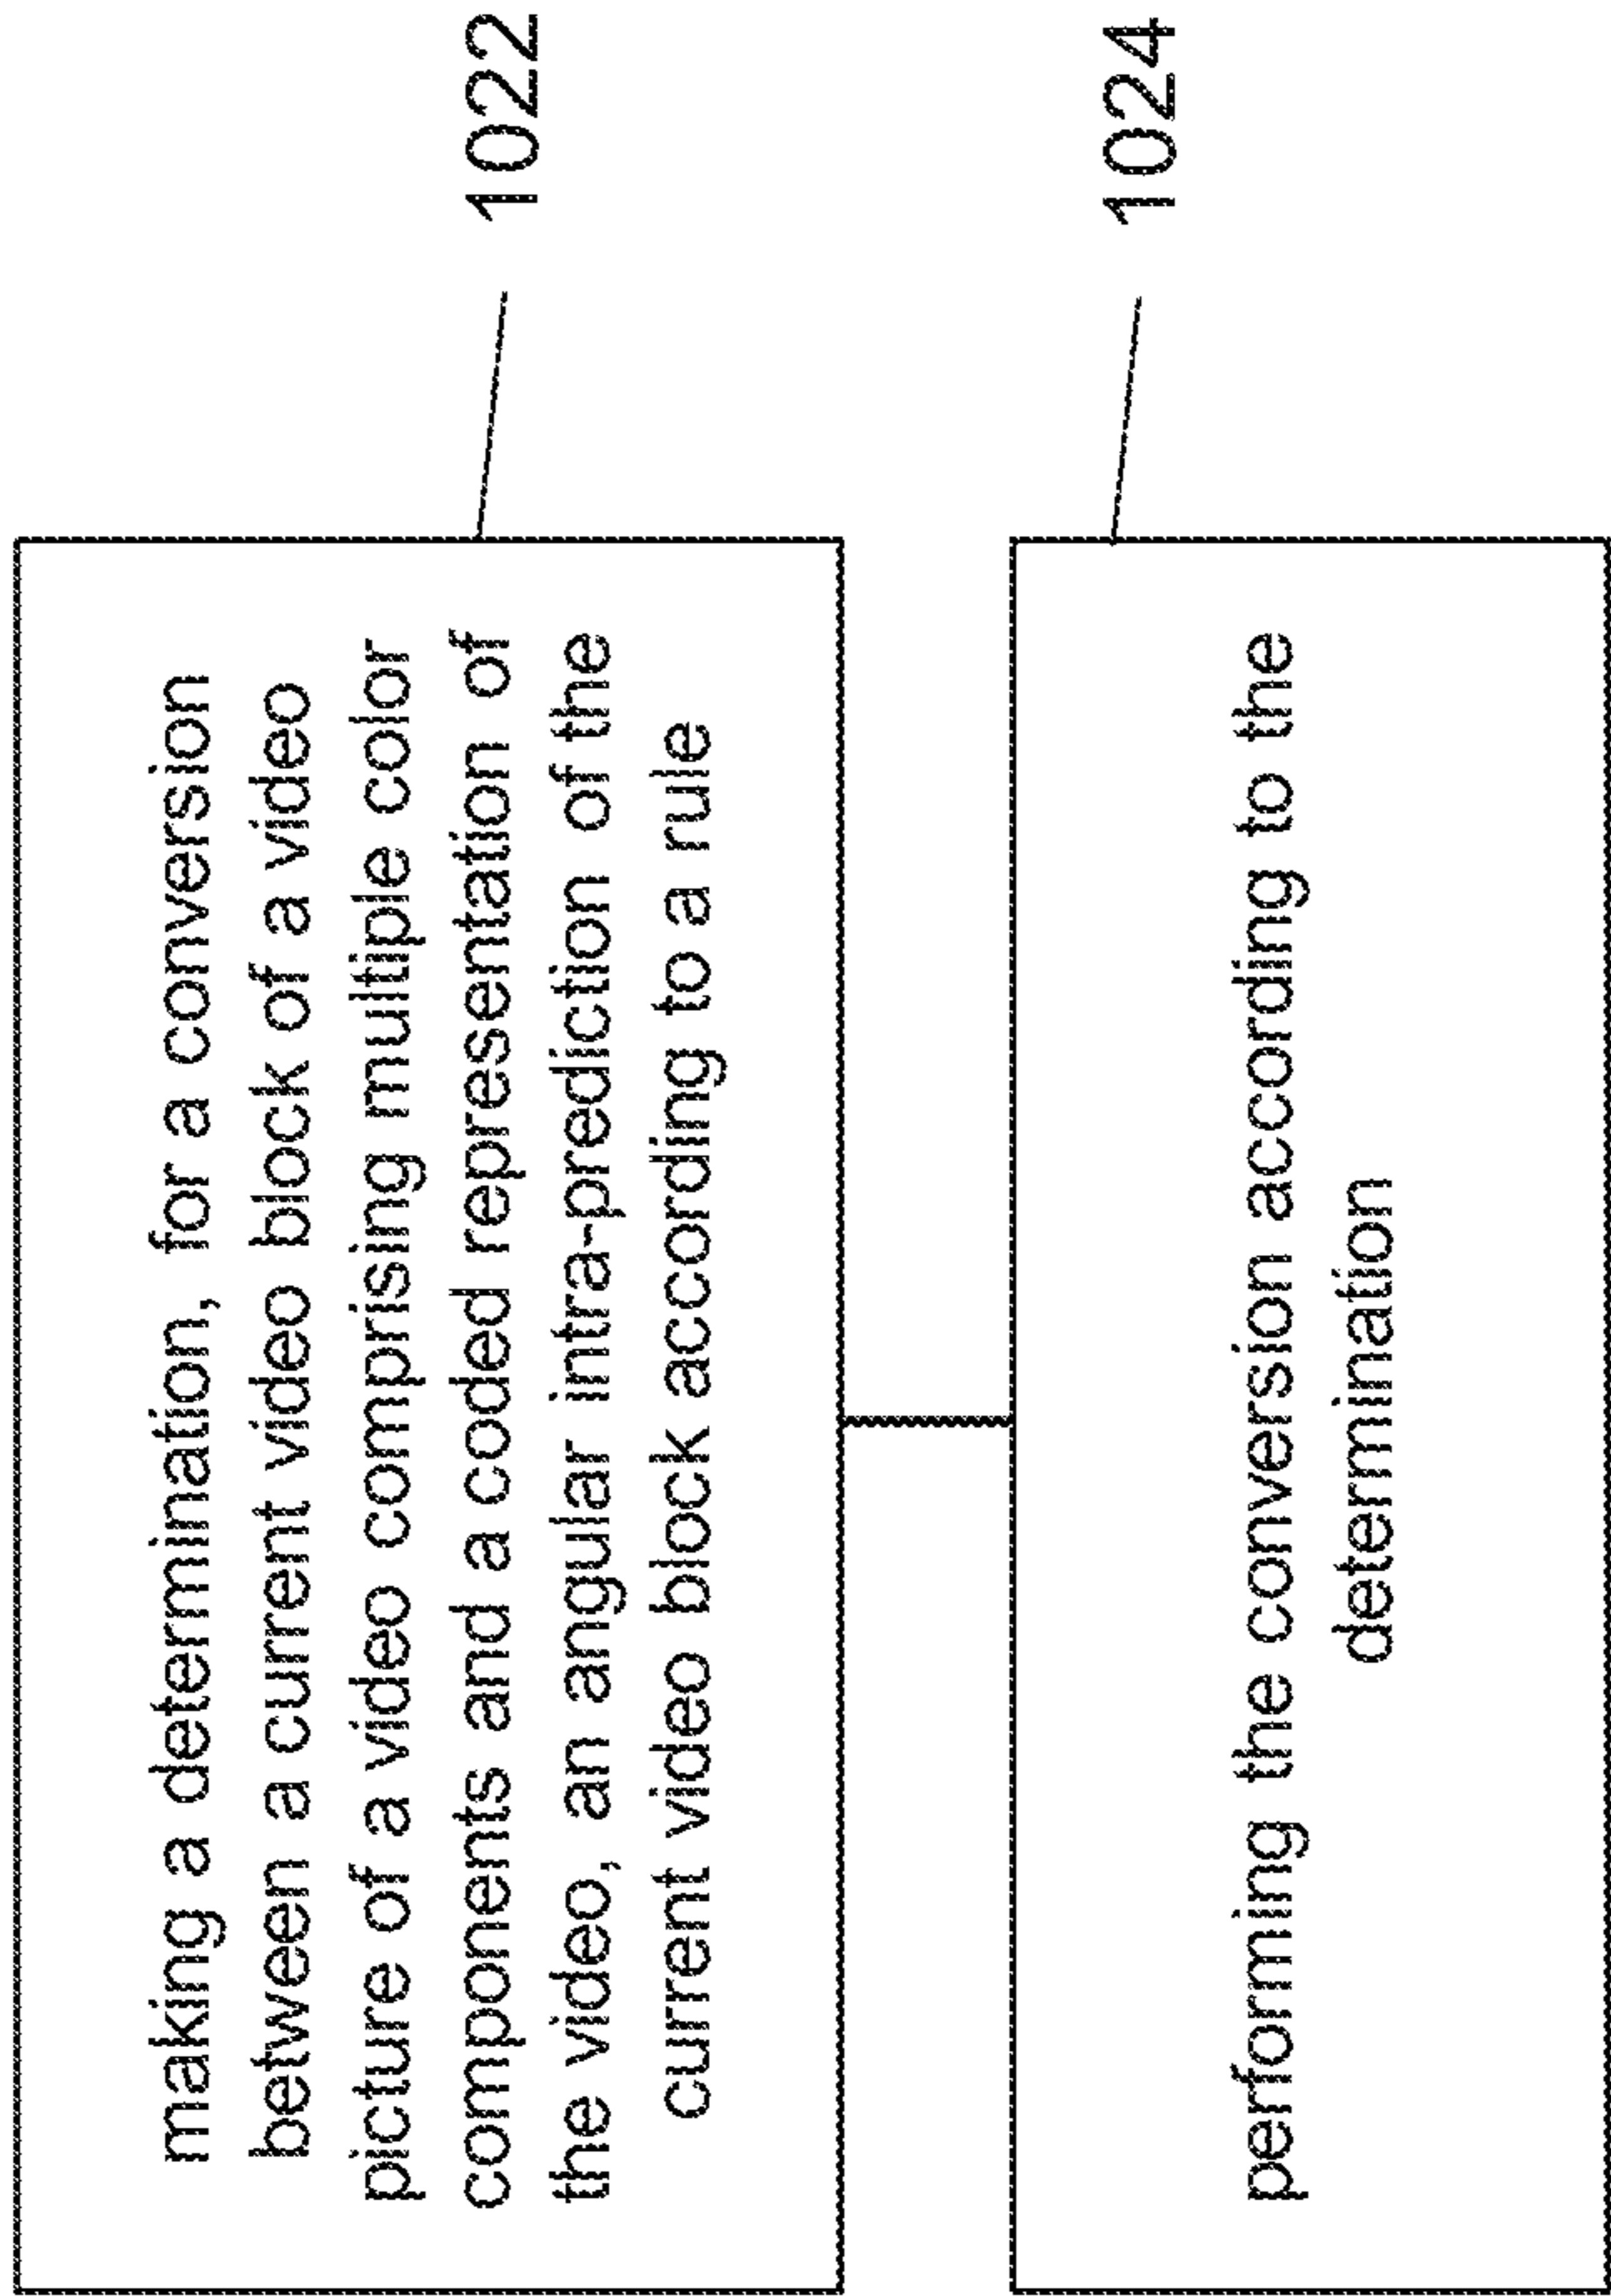 making a determination, for a conversion
between a current video block of a video
picture of a video comprising multiple color
components and a coded representation of
the video, an angular intra-prediction of the
current video block according to a rule
1022
performing the conversion according to the
determination
1024